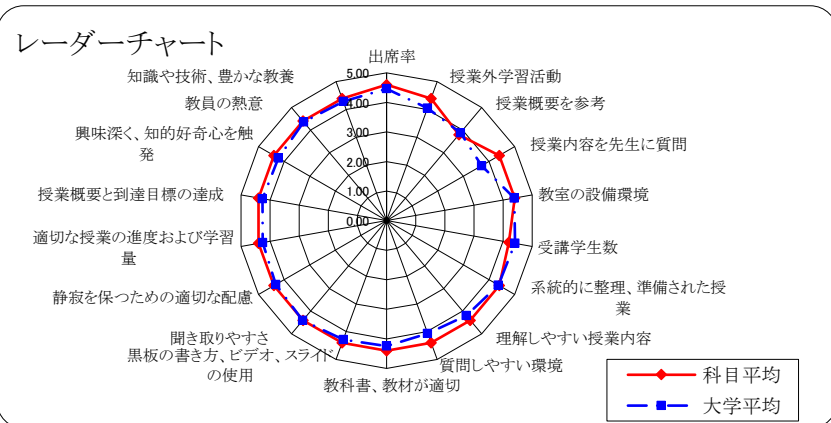 レーダーチャート
出席率
授業外学習活動
授業概要を参考
授業内容を先生に質問
教室の設備環境
受講学生数
系統的に整理、準備された授
業
理解しやすい授業内容
質問しやすい環境
教科書、教材が適切
黒板の書き方、ビデオ、スライド
の使用
聞き取りやすさ
静寂を保つための適切な配慮
適切な授業の進度および学習
量
授業概要と到達目標の達成
興味深く、知的好奇心を触
発
教員の熱意
知識や技術、豊かな教養
5.00
4.00
3.00
2.00
1.00
0.00
科目平均
大学平均